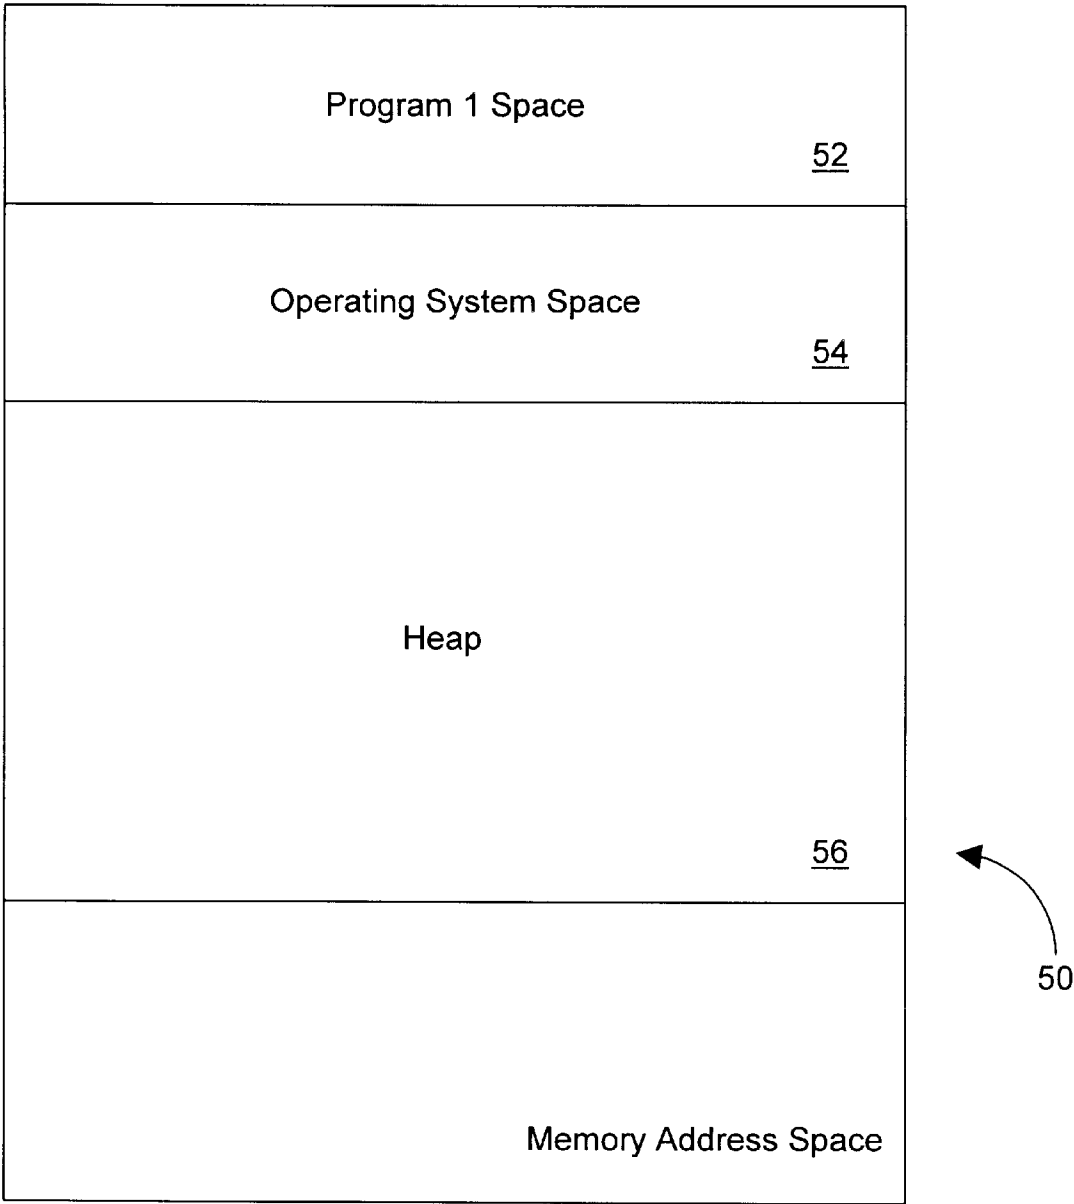 Program 1 Space
52
Operating System Space
54
Heap
56
50
Memory Address Space